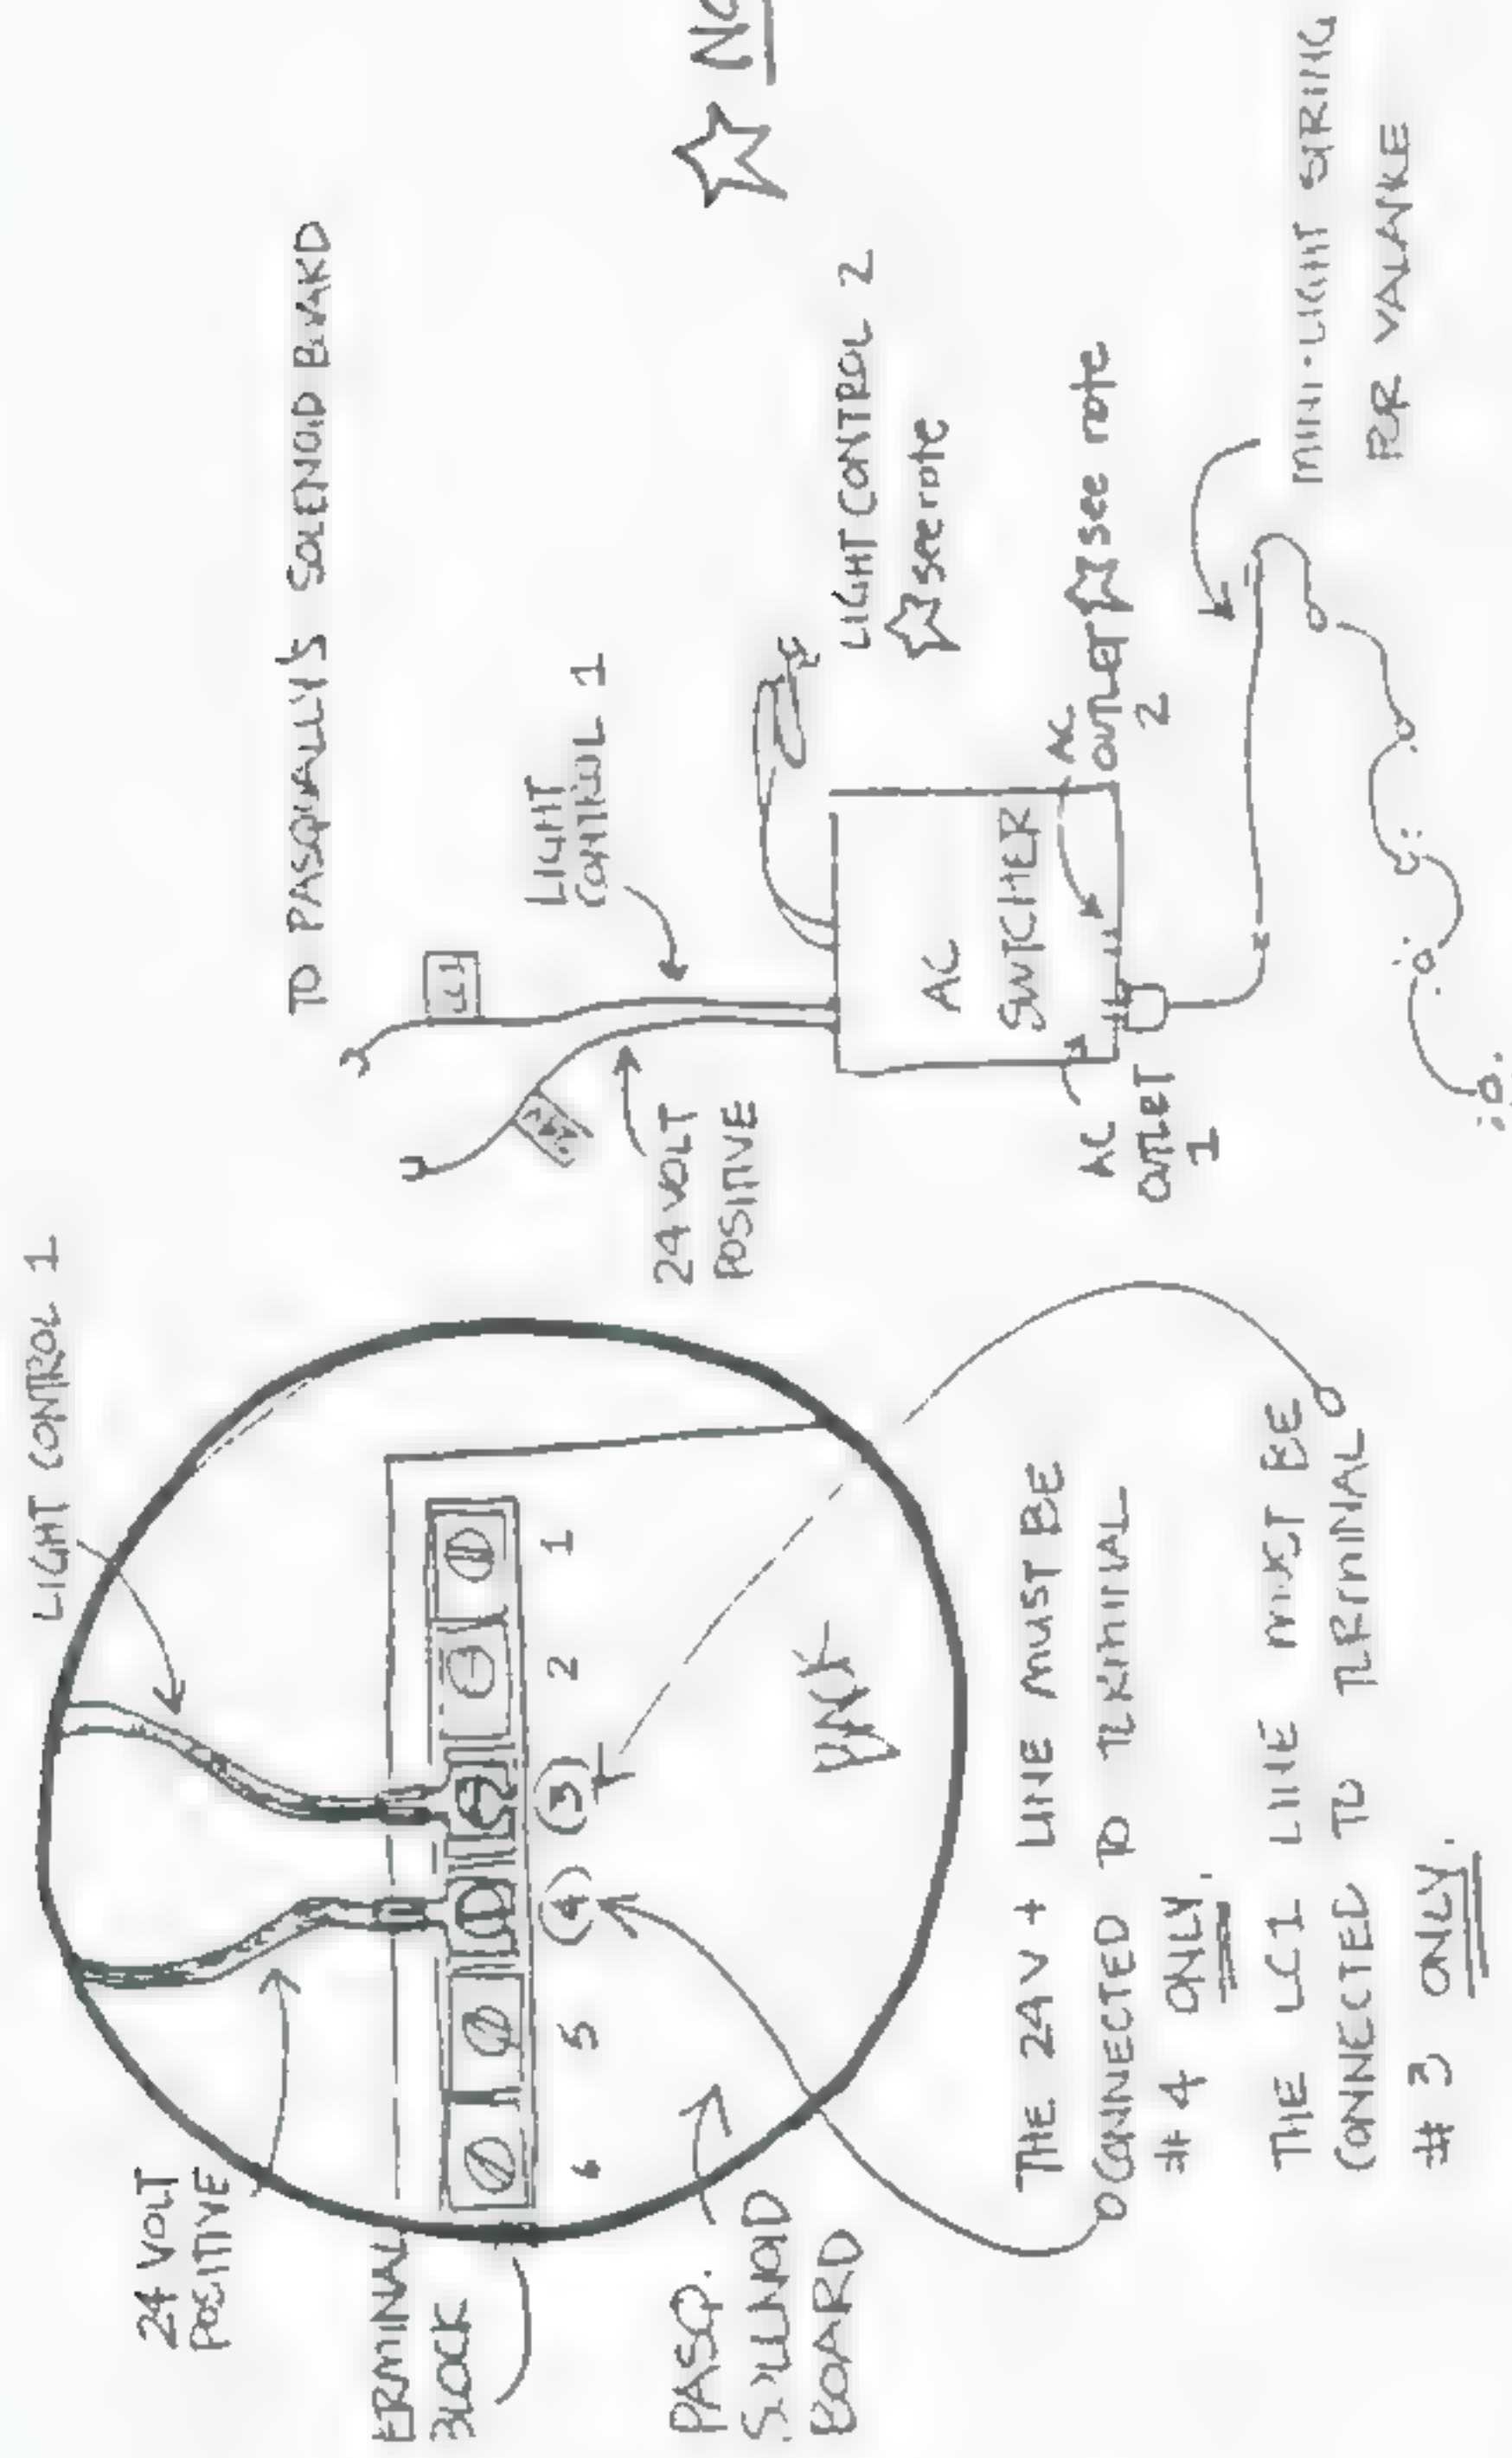 LIGHT CONTROL 1
24 VOLT
POSITIVE
ERMINAL
BLOCK
6 5 (4) (3) 2 1
PASQ.
SOLENOID
BOARD
THE 24V + LINE MUST BE
CONNECTED TO TERMINAL
# 4 ONLY.
THE LC1 LINE MUST BE
CONNECTED TO TERMINAL
# 3 ONLY.
TO PASQUALLY'S SOLENOID BOARD
LIGHT
CONTROL 1
LC1
24 VOLT
POSITIVE
LIGHT CONTROL 2
☆ see note
AC
SWITCHER
AC
OUTLET
1
AC
OUTLET ☆ see note
2
MINI-LIGHT STRING
FOR VALANCE
☆